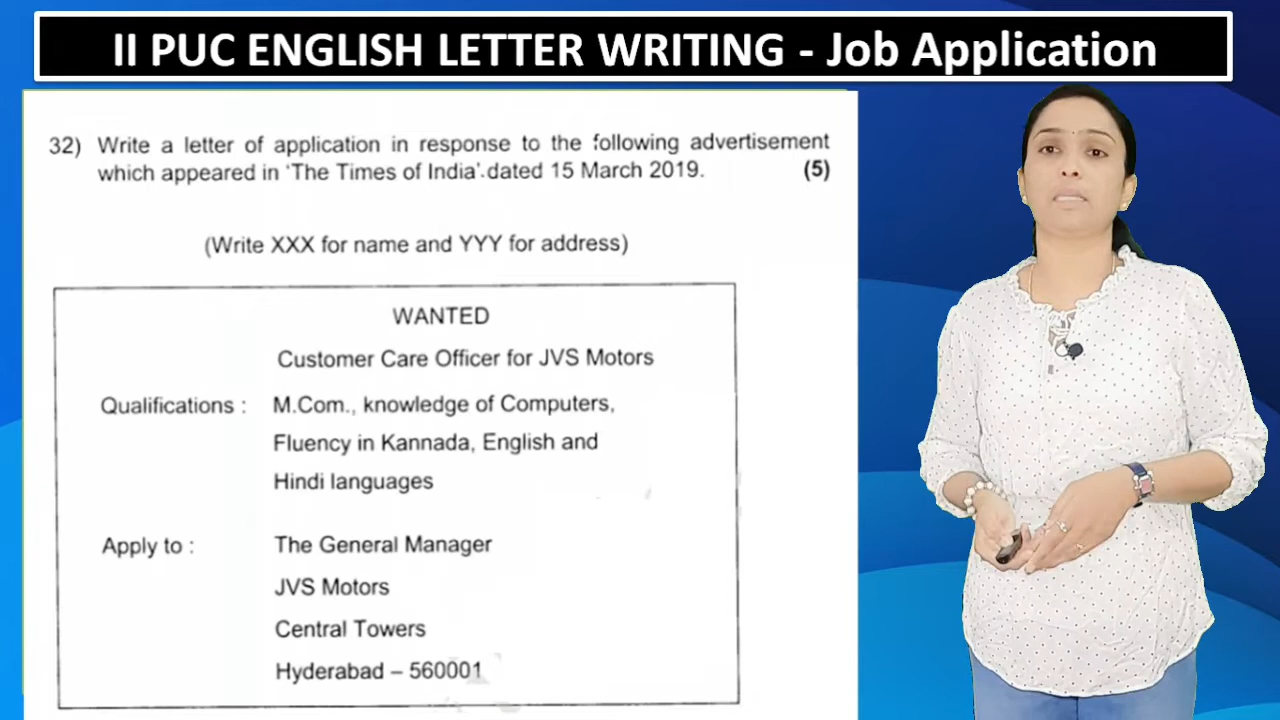 II PUC ENGLISH LETTER WRITING - Job Application
32) Write a letter of application in response to the following advertisement
which appeared in 'The Times of India'.dated 15 March 2019. (5)
(Write XXX for name and YYY for address)
WANTED
Customer Care Officer for JVS Motors
Qualifications : M.Com., knowledge of Computers,
Fluency in Kannada, English and
Hindi languages
Apply to : The General Manager
JVS Motors
Central Towers
Hyderabad – 560001